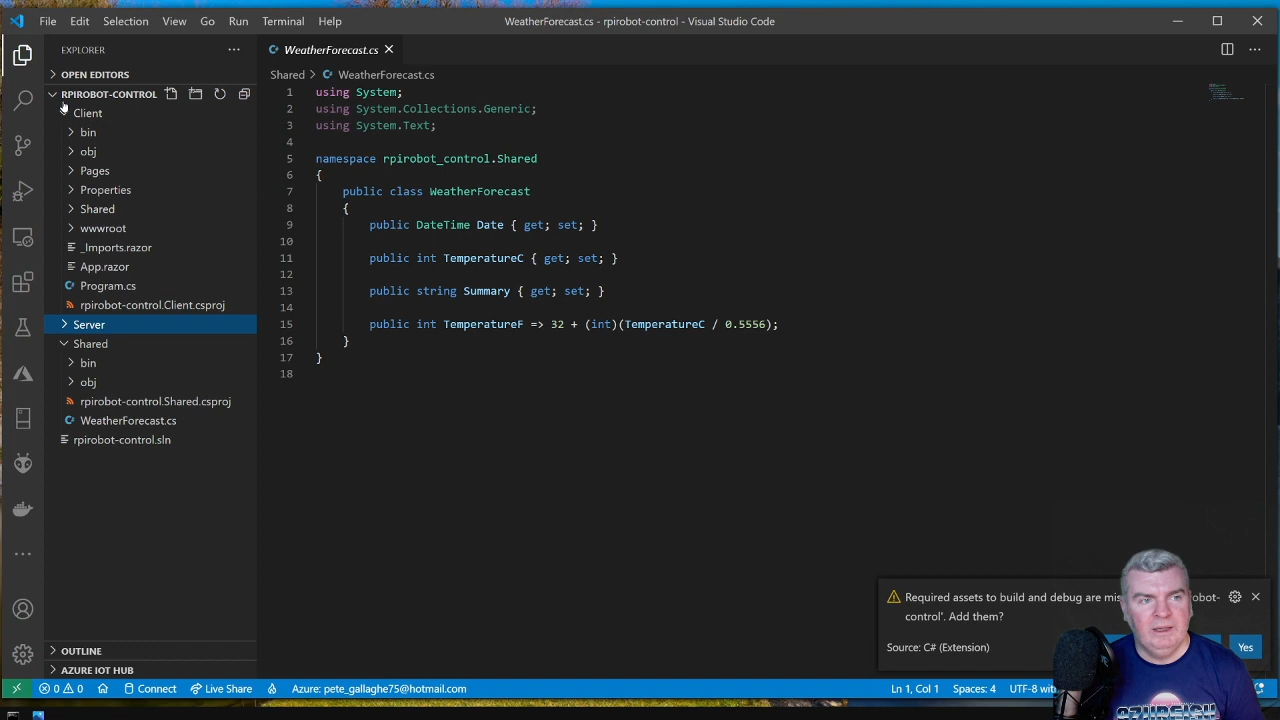 File Edit Selection View Go Run Terminal Help
WeatherForecast.cs - rpirobot-control - Visual Studio Code
EXPLORER
OPEN EDITORS
RPIROBOT-CONTROL
Client
bin
obj
Pages
Properties
Shared
wwwroot
_Imports.razor
App.razor
Program.cs
rpirobot-control.Client.csproj
Server
Shared
bin
obj
rpirobot-control.Shared.csproj
WeatherForecast.cs
rpirobot-control.sln
OUTLINE
AZURE IOT HUB
WeatherForecast.cs
Shared > WeatherForecast.cs
1 using System;
2 using System.Collections.Generic;
3 using System.Text;
4
5 namespace rpirobot_control.Shared
6 {
7 public class WeatherForecast
8 {
9 public DateTime Date { get; set; }
10
11 public int TemperatureC { get; set; }
12
13 public string Summary { get; set; }
14
15 public int TemperatureF => 32 + (int)(TemperatureC / 0.5556);
16 }
17 }
18
Required assets to build and debug are obot-
control'. Add them?
Source: C# (Extension)
Yes
0 0 Connect Live Share Azure: pete_gallaghe75@hotmail.com Ln 1, Col 1 Spaces: 4 UTF-8